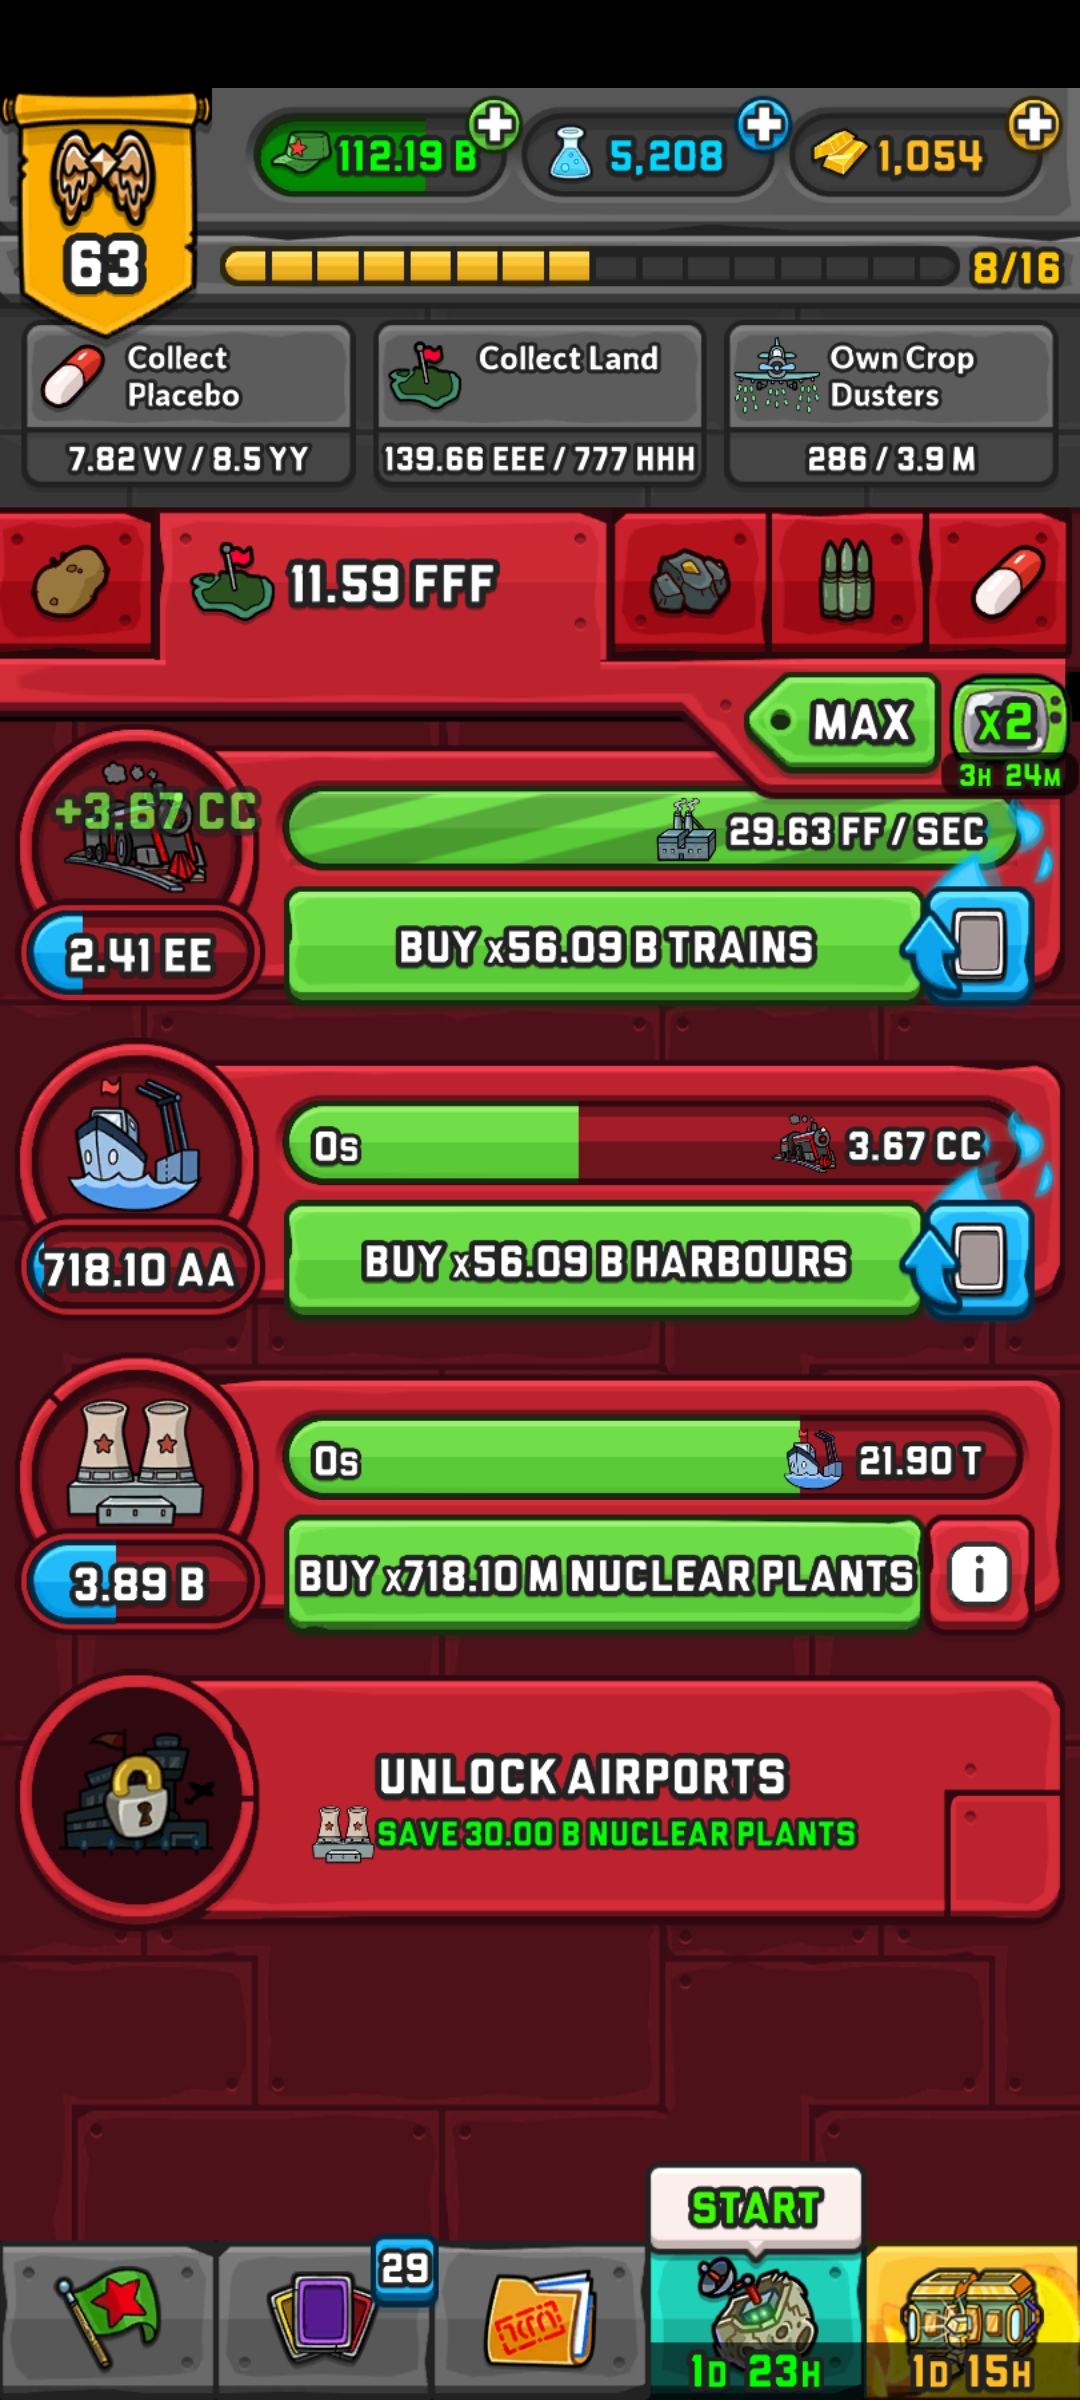 112.19 B
5,208
1,054
63
8/16
Collect
Placebo
7.82 VV / 8.5 YY
Collect Land
139.66 EEE / 777 HHH
Own Crop
Dusters
286 / 3.9 M
11.59 FFF
MAX
x2
3H 24M
+3.67 CC
29.63 FF / SEC
2.41 EE
BUY x56.09 B TRAINS
0s
3.67 CC
718.10 AA
BUY x56.09 B HARBOURS
0s
21.90 T
3.89 B
BUY x718.10 M NUCLEAR PLANTS
i
UNLOCK AIRPORTS
SAVE 30.00 B NUCLEAR PLANTS
START
29
1D 23H
1D 15H